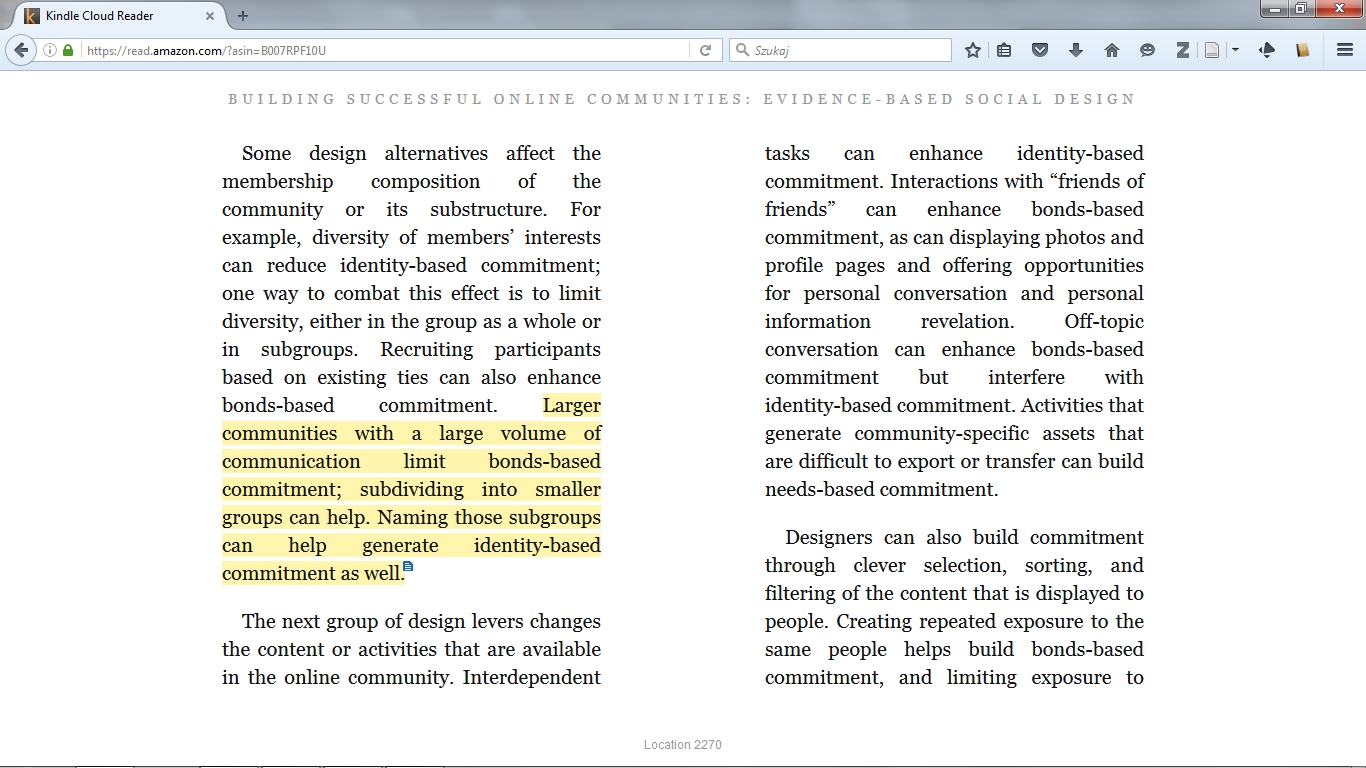 Kindle Cloud Reader
https://read.amazon.com/?asin=B007RPF10U
Szukaj
BUILDING SUCCESSFUL ONLINE COMMUNITIES: EVIDENCE-BASED SOCIAL DESIGN
Some design alternatives affect the
membership composition of the
community or its substructure. For
example, diversity of members’ interests
can reduce identity-based commitment;
one way to combat this effect is to limit
diversity, either in the group as a whole or
in subgroups. Recruiting participants
based on existing ties can also enhance
bonds-based commitment. Larger
communities with a large volume of
communication limit bonds-based
commitment; subdividing into smaller
groups can help. Naming those subgroups
can help generate identity-based
commitment as well.
The next group of design levers changes
the content or activities that are available
in the online community. Interdependent
tasks can enhance identity-based
commitment. Interactions with “friends of
friends” can enhance bonds-based
commitment, as can displaying photos and
profile pages and offering opportunities
for personal conversation and personal
information revelation. Off-topic
conversation can enhance bonds-based
commitment but interfere with
identity-based commitment. Activities that
generate community-specific assets that
are difficult to export or transfer can build
needs-based commitment.
Designers can also build commitment
through clever selection, sorting, and
filtering of the content that is displayed to
people. Creating repeated exposure to the
same people helps build bonds-based
commitment, and limiting exposure to
Location 2270